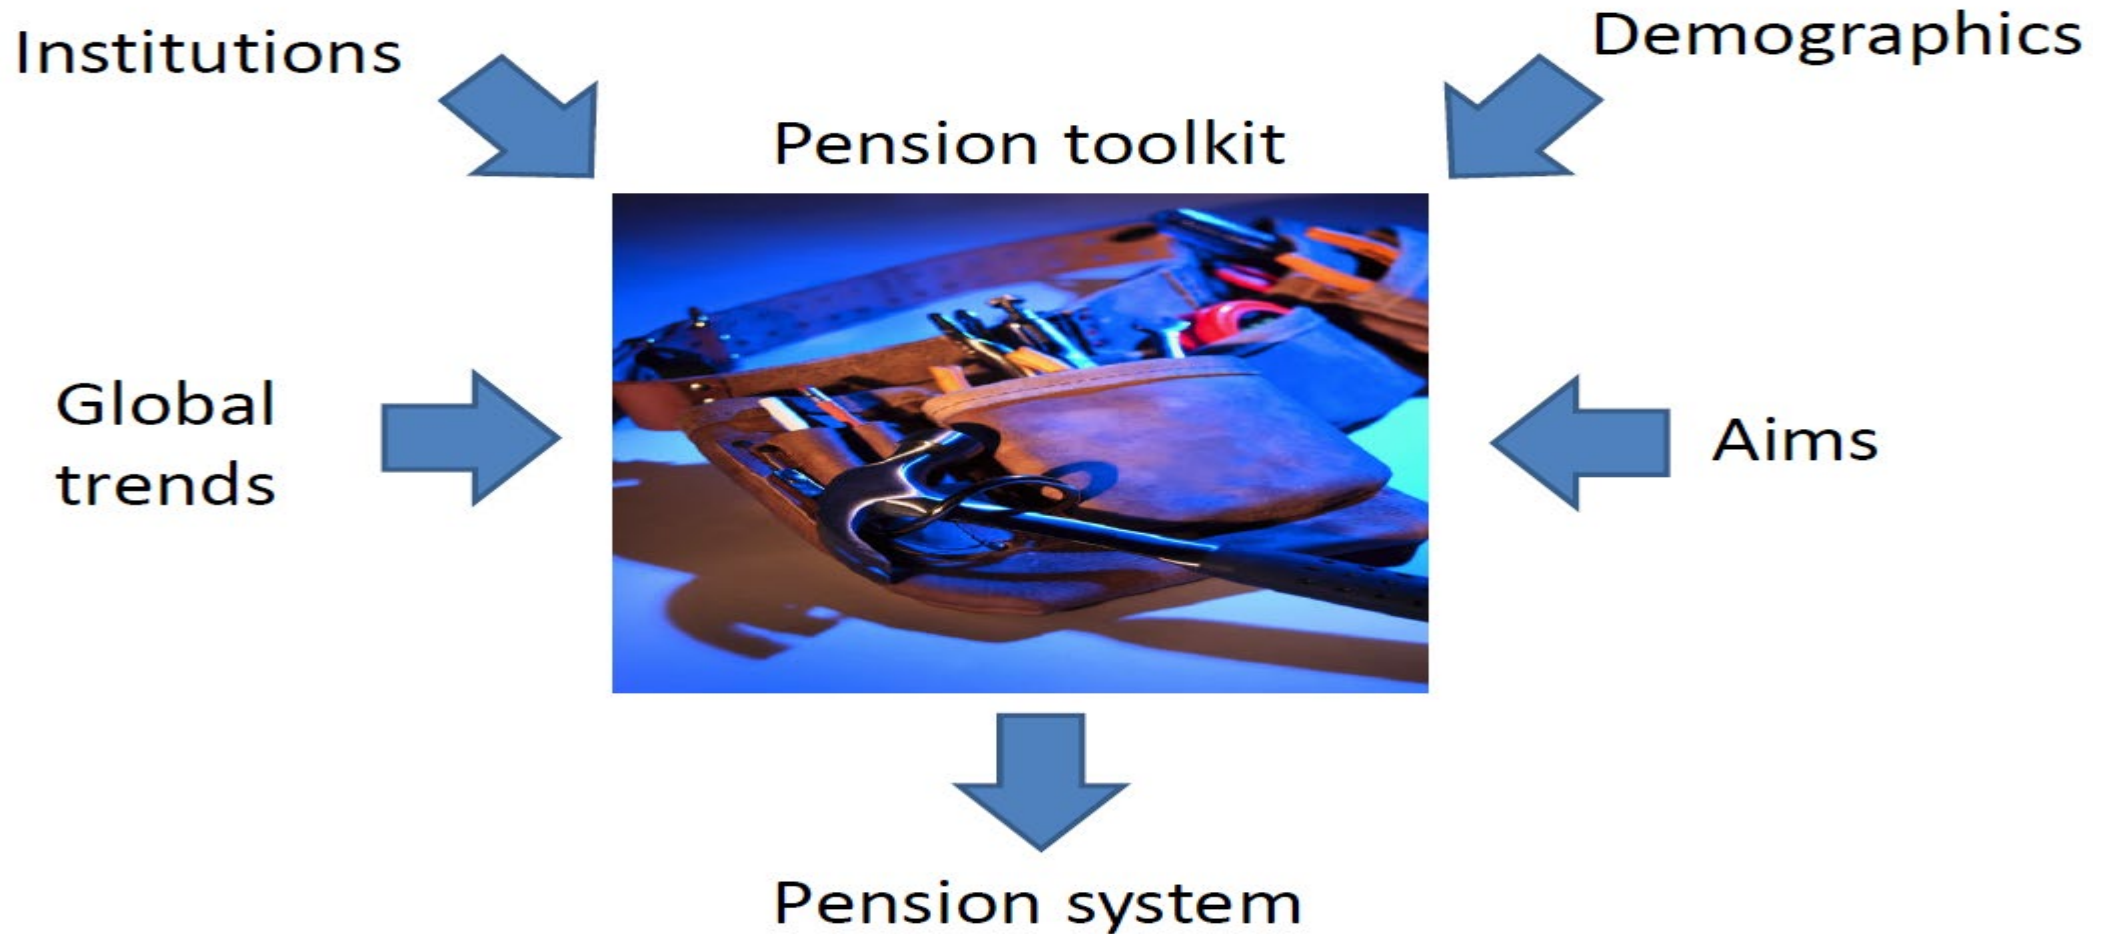 Institutions
Demographics
Pension toolkit
Global
trends
Aims
Pension system